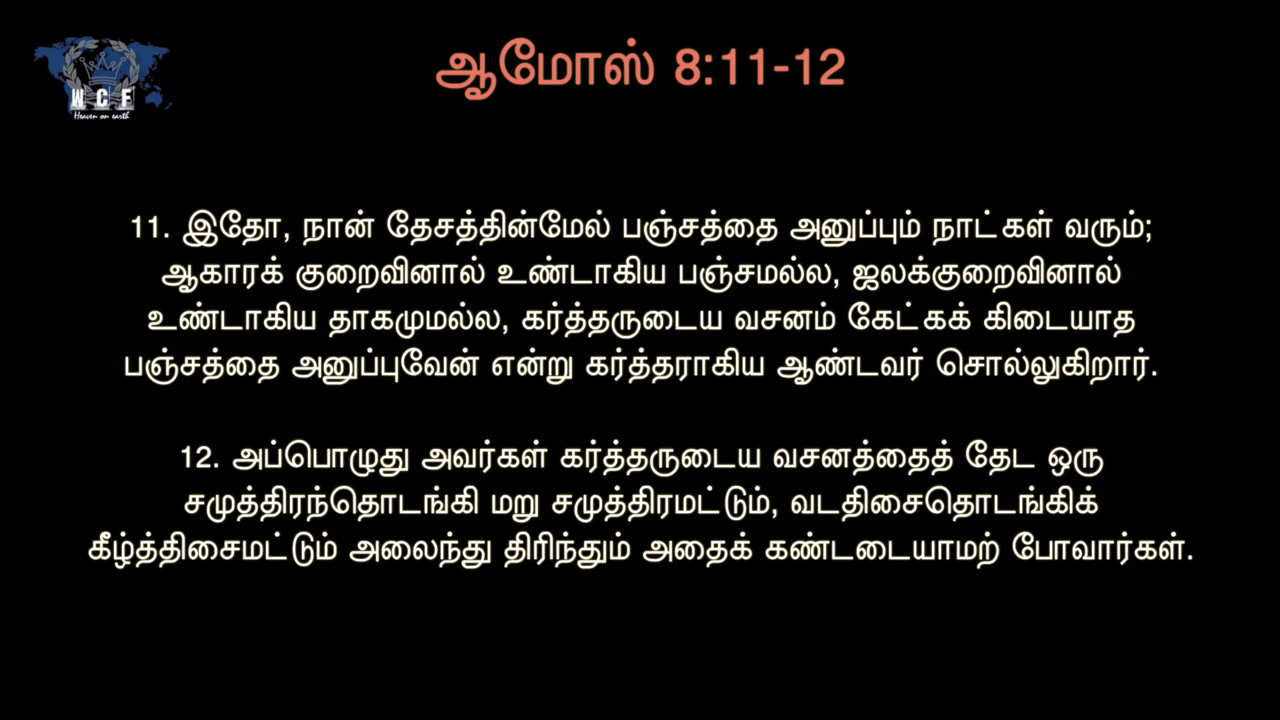 ஆமோஸ் 8:11-12
W C F
Heaven on earth
11. இதோ, நான் தேசத்தின்மேல் பஞ்சத்தை அனுப்பும் நாட்கள் வரும்;
ஆகாரக் குறைவினால் உண்டாகிய பஞ்சமல்ல, ஜலக்குறைவினால்
உண்டாகிய தாகமுமல்ல, கர்த்தருடைய வசனம் கேட்கக் கிடையாத
பஞ்சத்தை அனுப்புவேன் என்று கர்த்தராகிய ஆண்டவர் சொல்லுகிறார்.
12. அப்பொழுது அவர்கள் கர்த்தருடைய வசனத்தைத் தேட ஒரு
சமுத்திரந்தொடங்கி மறு சமுத்திரமட்டும், வடதிசைதொடங்கிக்
கீழ்த்திசைமட்டும் அலைந்து திரிந்தும் அதைக் கண்டடையாமற் போவார்கள்.